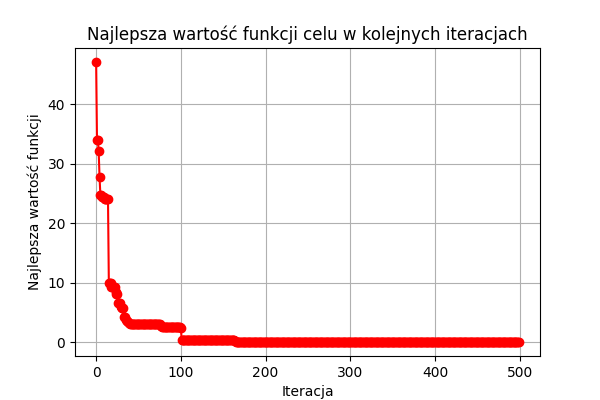 Najlepsza wartość funkcji celu w kolejnych iteracjach
Najlepsza wartość funkcji
40
30
20
10
0
0 100 200 300 400 500
Iteracja